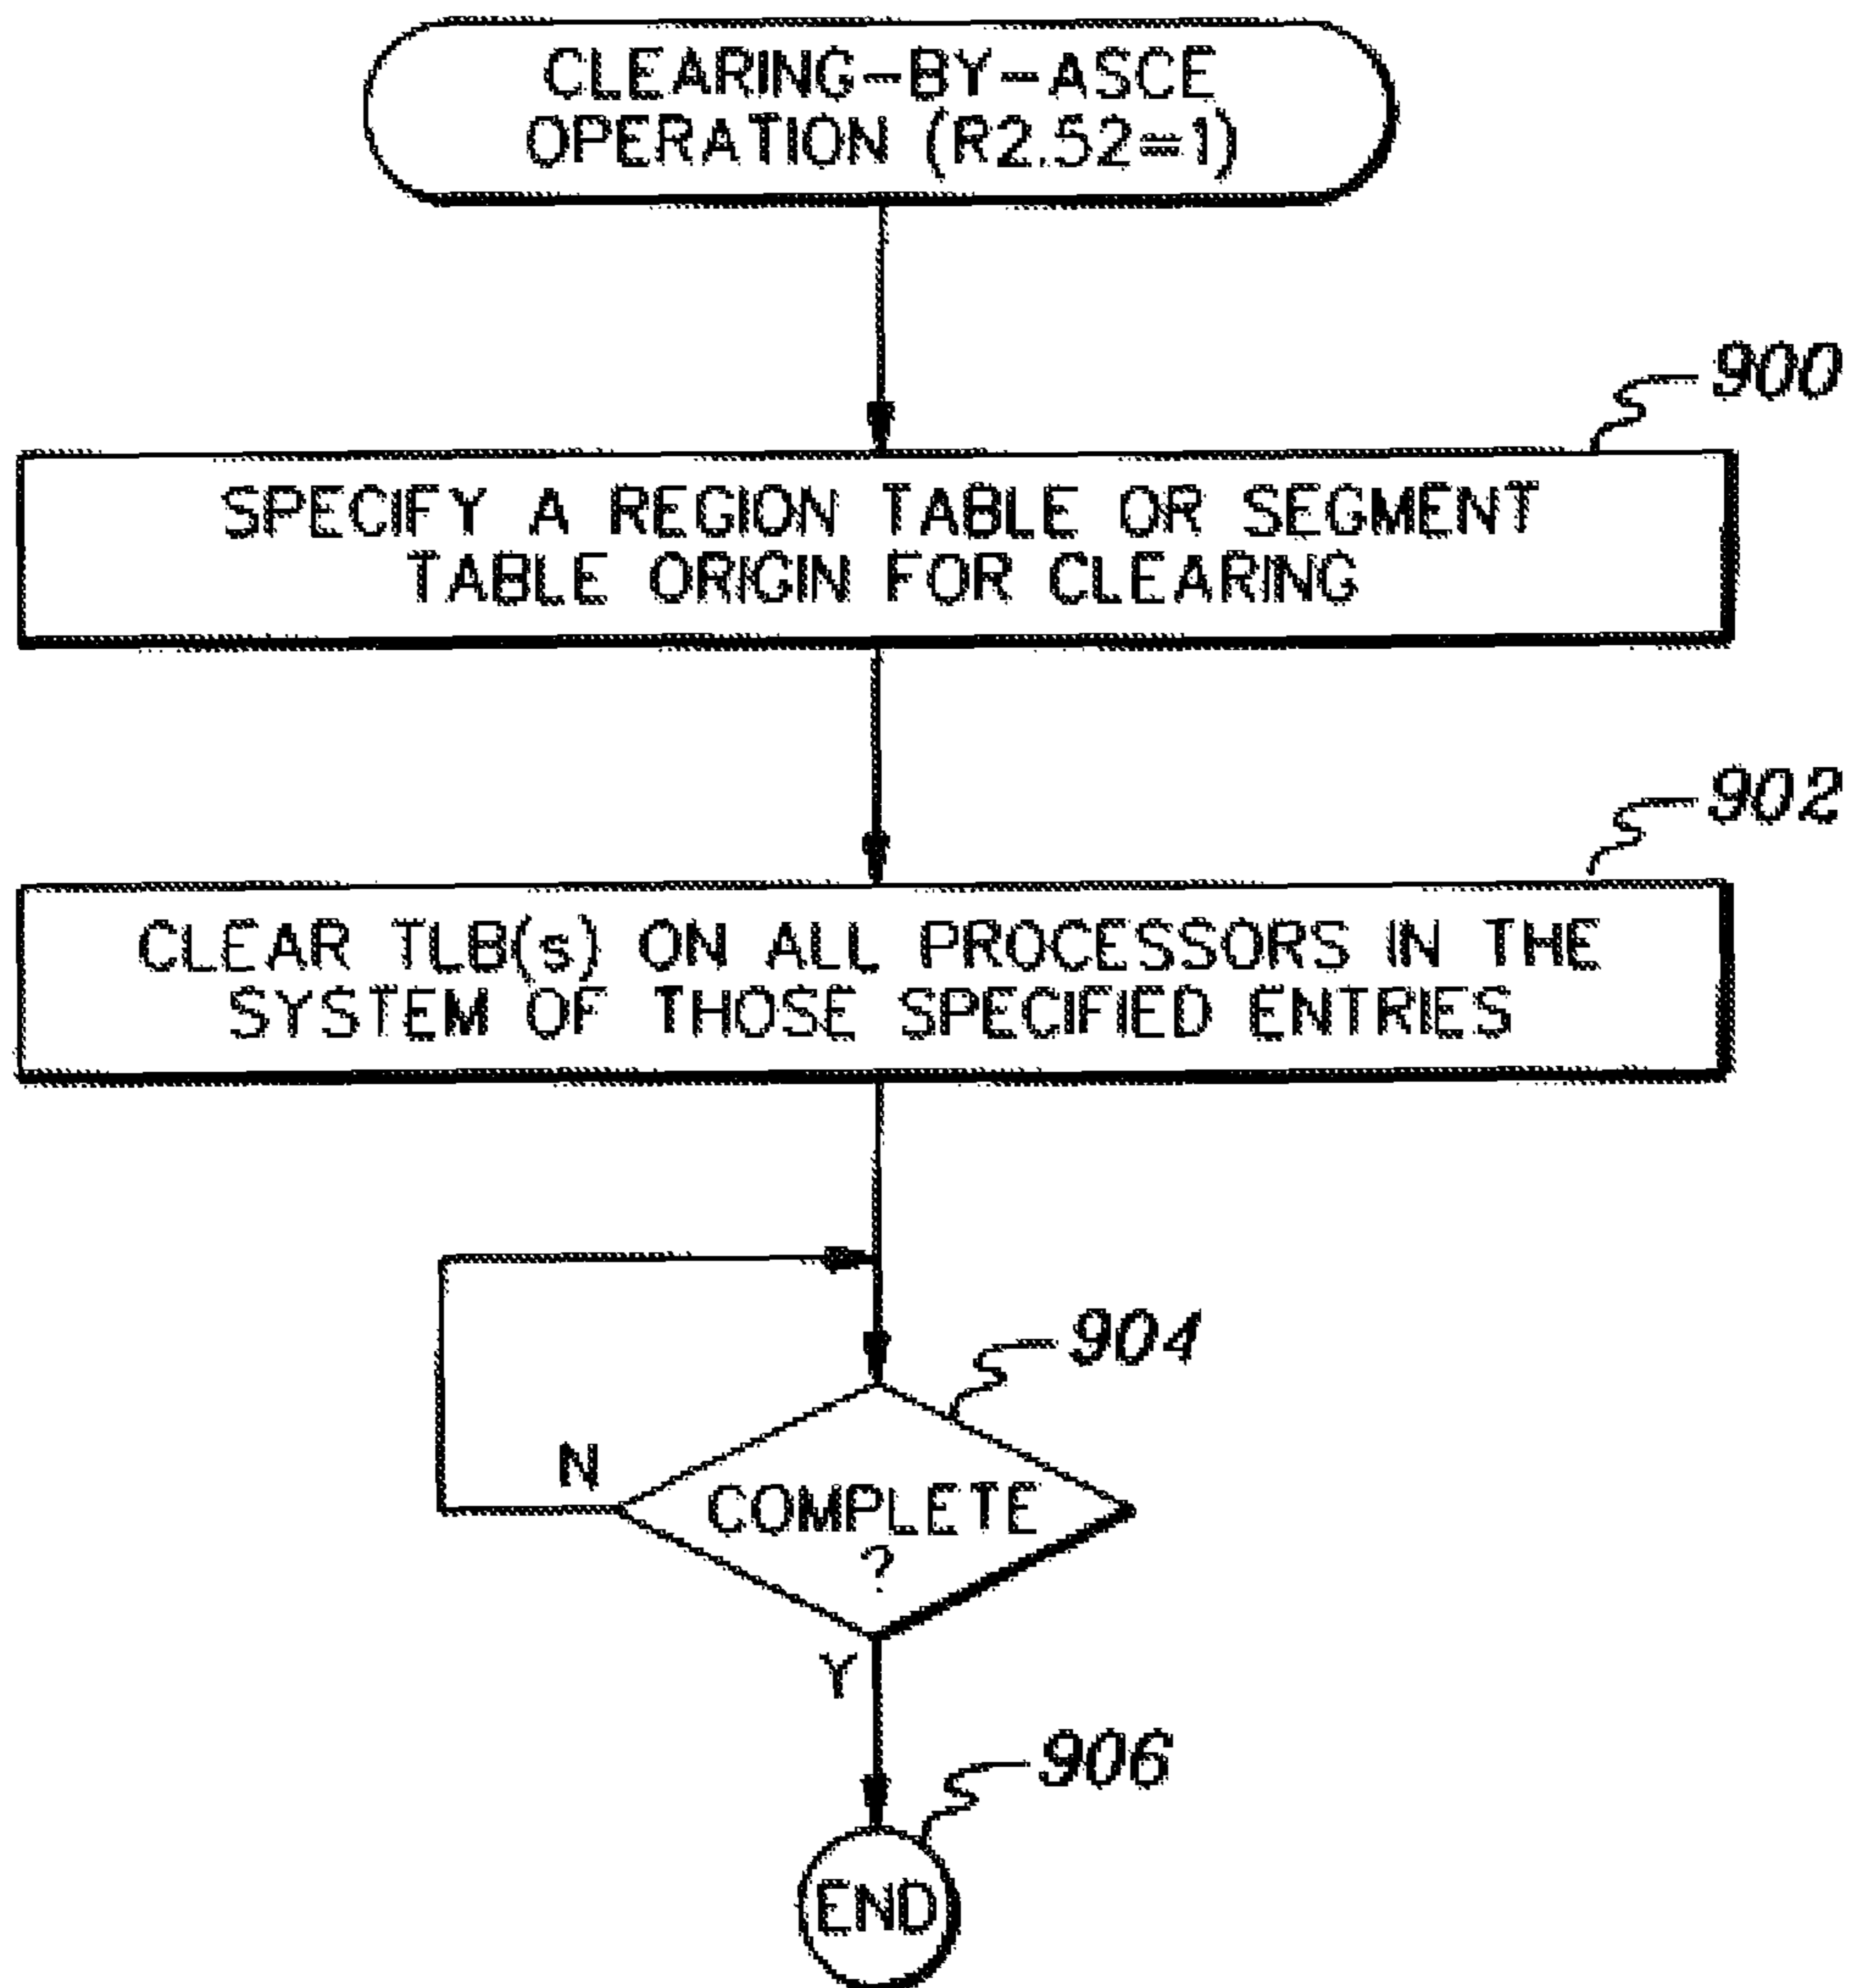 CLEARING-BY-ASCE
OPERATION (R2.52=1)
900
SPECIFY A REGION TABLE OR SEGMENT
TABLE ORIGIN FOR CLEARING
902
CLEAR TLB(s) ON ALL PROCESSORS IN THE
SYSTEM OF THOSE SPECIFIED ENTRIES
904
N
COMPLETE
?
Y
906
END